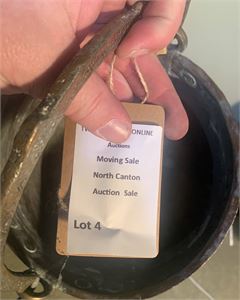 ONLINE
Auctions
Moving Sale
North Canton
Auction Sale
Lot 4